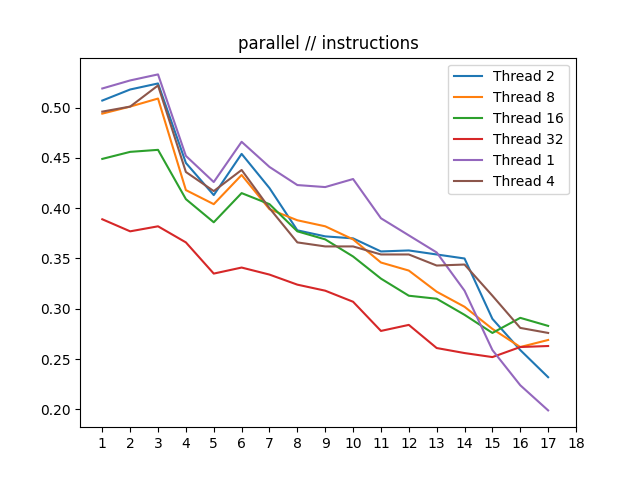 parallel // instructions
Thread 2
Thread 8
Thread 16
Thread 32
Thread 1
Thread 4
0.50
0.45
0.40
0.35
0.30
0.25
0.20
1 2 3 4 5 6 7 8 9 10 11 12 13 14 15 16 17 18